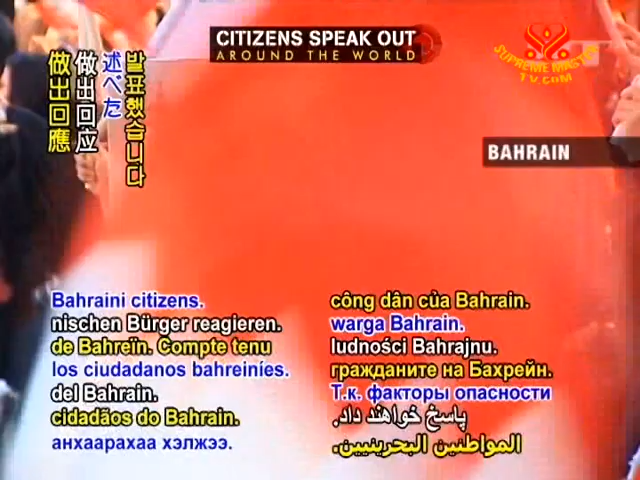 CITIZENS SPEAK OUT
AROUND THE WORLD
SUPREME MASTER
TV.COM
BAHRAIN
발표했습니다
述べた
做出回应
做出回應
Bahraini citizens.
nischen Bürger reagieren.
de Bahreïn. Compte tenu
los ciudadanos bahreiníes.
del Bahrain.
cidadãos do Bahrain.
анхаарахаа хэлжээ.
công dân của Bahrain.
warga Bahrain.
ludności Bahrajnu.
гражданите на Бахрейн.
Т.к. факторы опасности
پاسخ خواهند داد.
المواطنين البحرينيين.